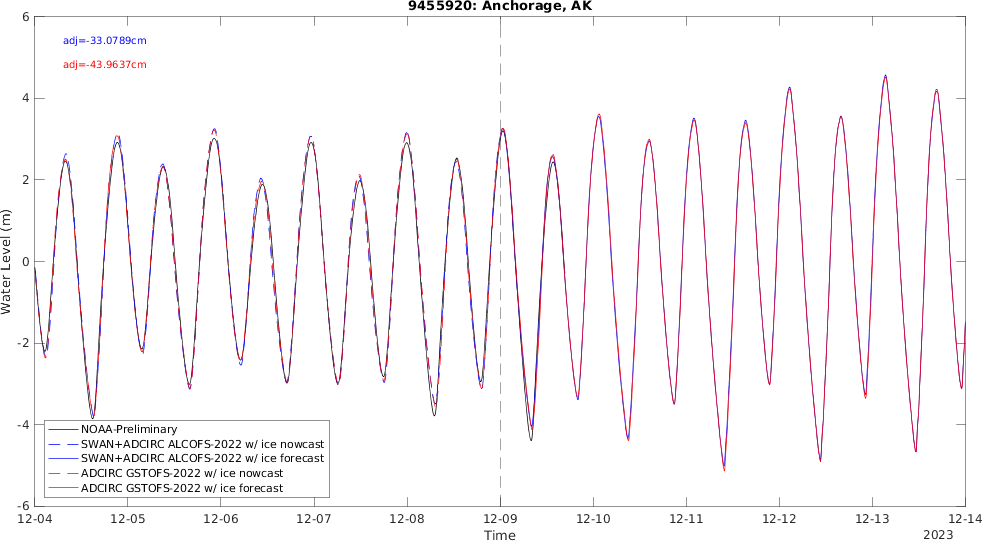 9455920: Anchorage, AK
adj=-33.0789cm
adj=-43.9637cm
Water Level (m)
6
4
2
0
-2
-4
-6
NOAA-Preliminary
SWAN+ADCIRC ALCOFS-2022 w/ ice nowcast
SWAN+ADCIRC ALCOFS-2022 w/ ice forecast
ADCIRC GSTOFS-2022 w/ ice nowcast
ADCIRC GSTOFS-2022 w/ ice forecast
12-04 12-05 12-06 12-07 12-08 12-09 12-10 12-11 12-12 12-13 12-14
Time
2023